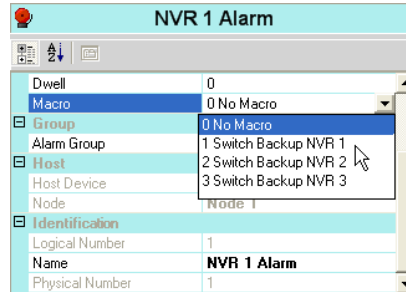 NVR 1 Alarm
Dwell 0
Macro 0 No Macro
Group 0 No Macro
Alarm Group 1 Switch Backup NVR 1
Host 2 Switch Backup NVR 2
Host Device 3 Switch Backup NVR 3
Node Node 1
Identification
Logical Number 1
Name NVR 1 Alarm
Physical Number 1